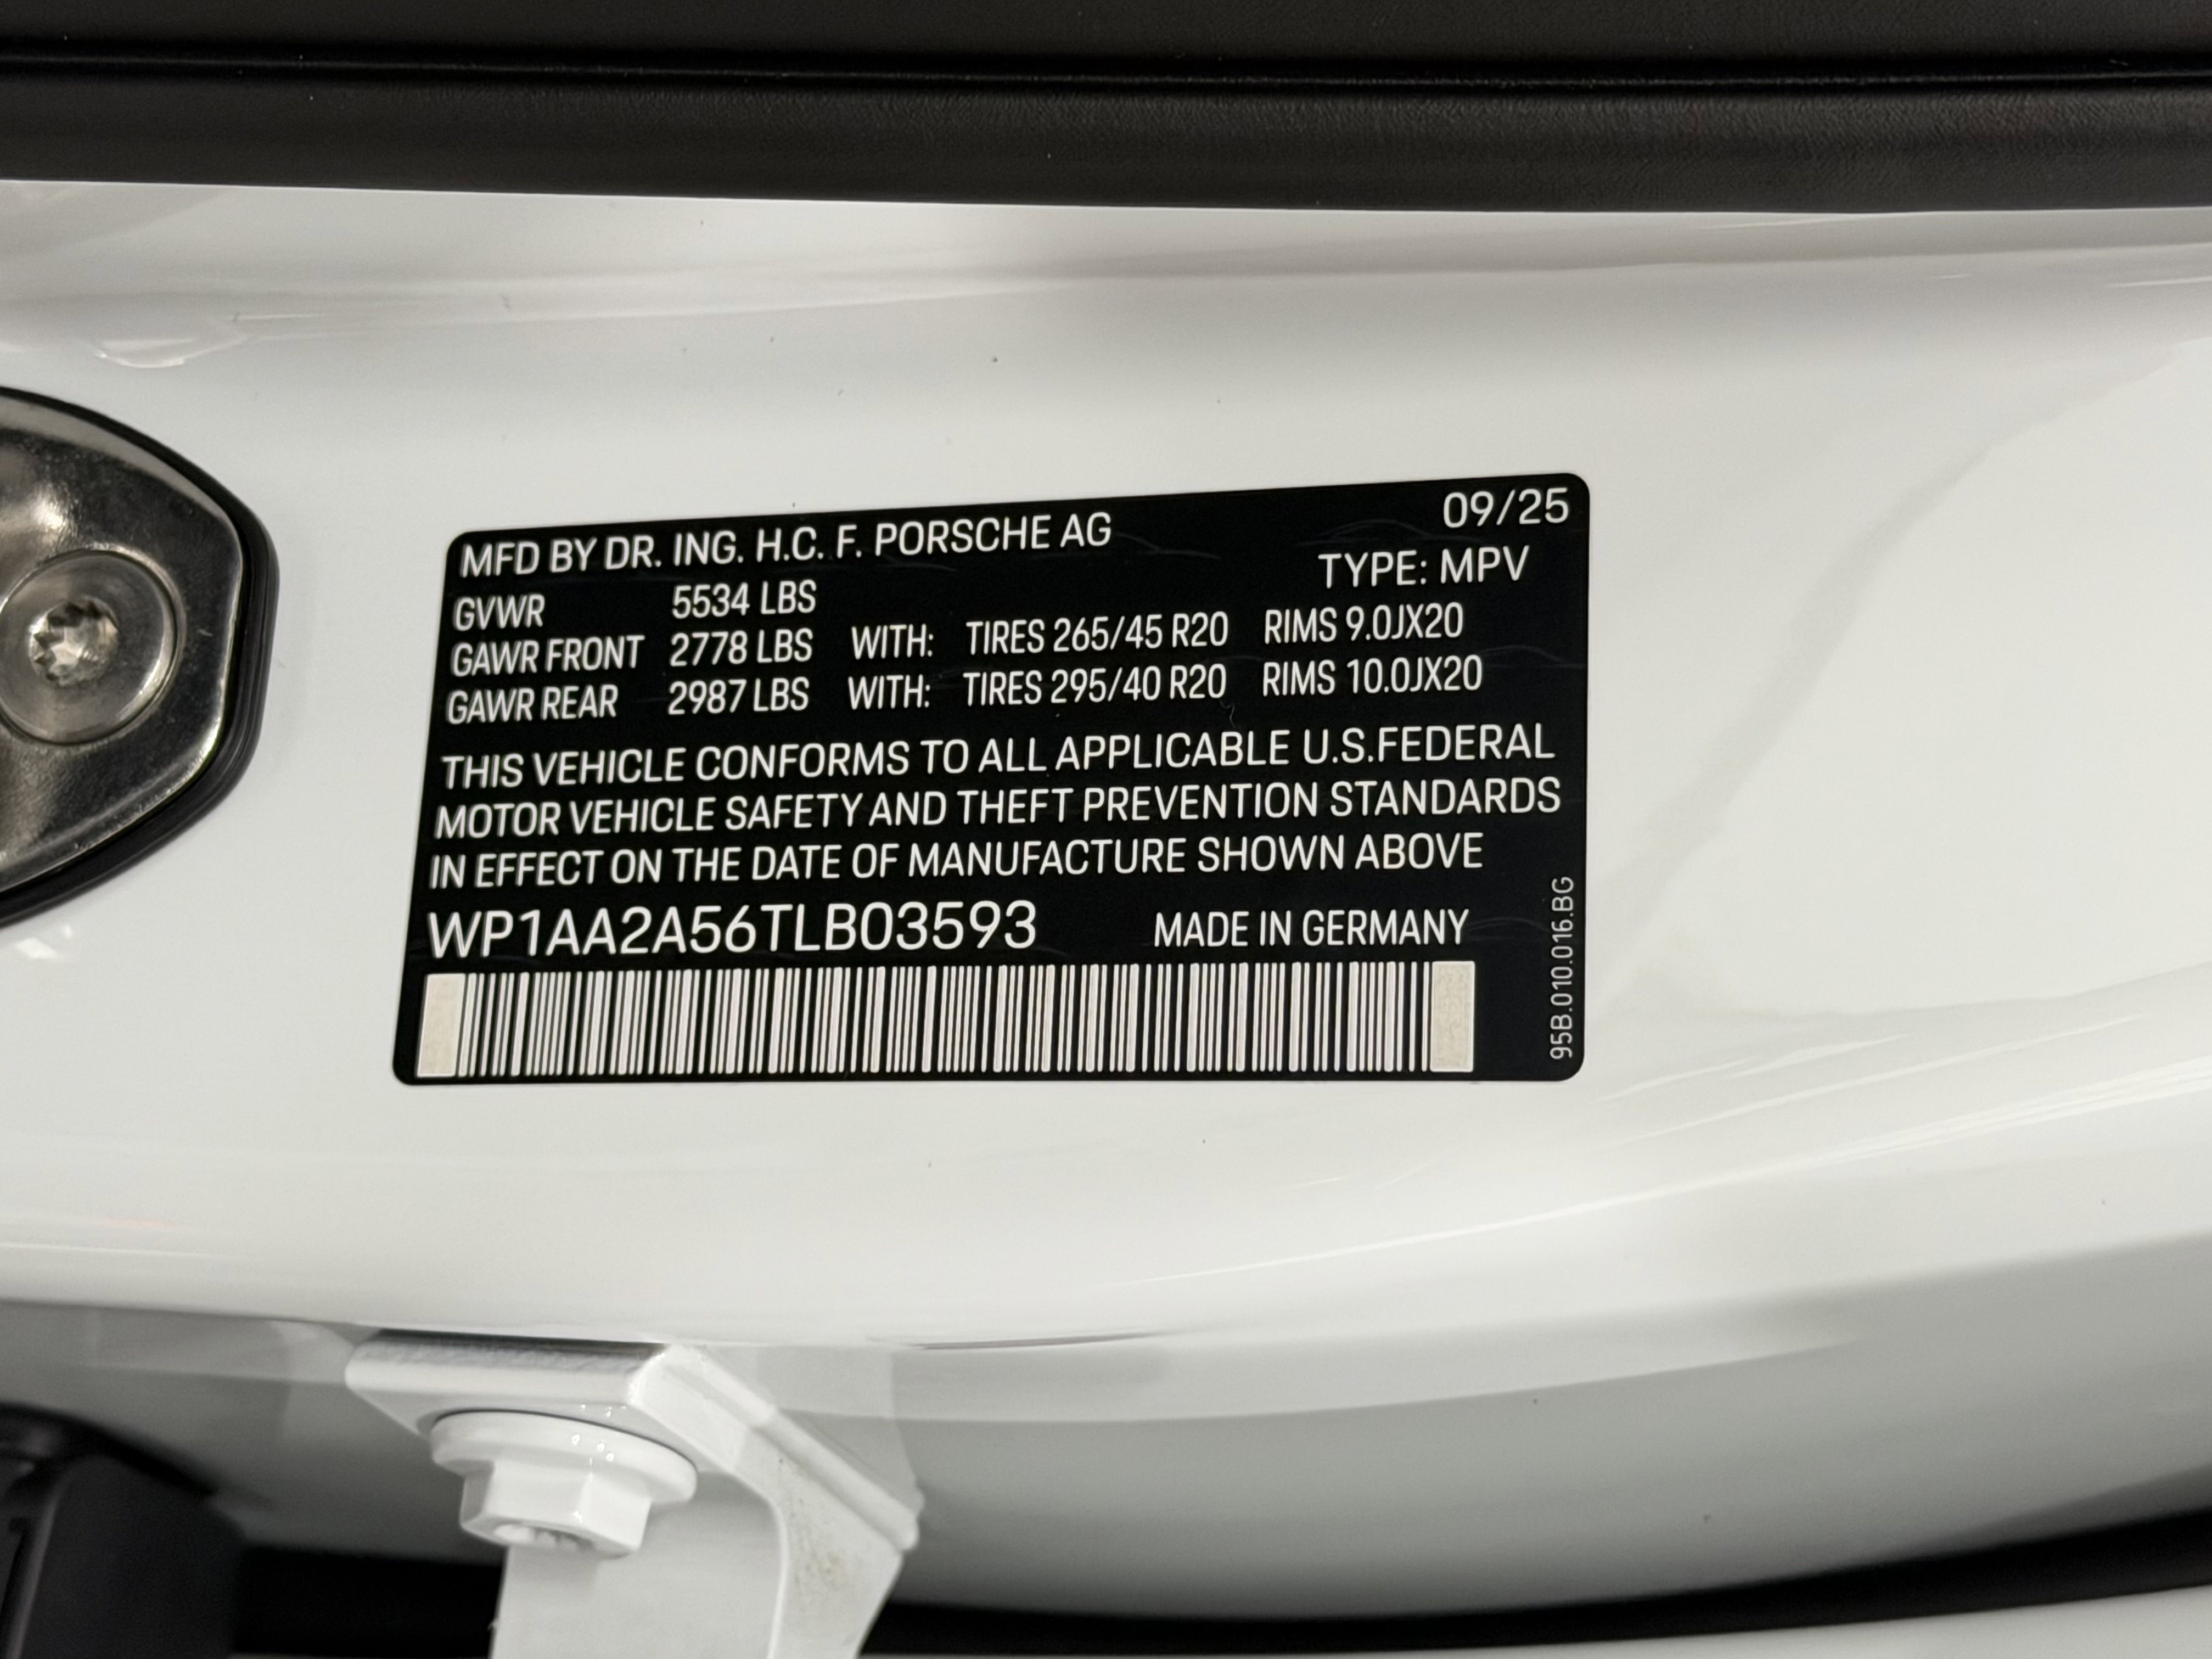 09/25
MFD BY DR. ING. H.C. F. PORSCHE AG
TYPE: MPV
GVWR 5534 LBS
GAWR FRONT 2778 LBS WITH: TIRES 265/45 R20 RIMS 9.0JX20
GAWR REAR 2987 LBS WITH: TIRES 295/40 R20 RIMS 10.0JX20
THIS VEHICLE CONFORMS TO ALL APPLICABLE U.S.FEDERAL
MOTOR VEHICLE SAFETY AND THEFT PREVENTION STANDARDS
IN EFFECT ON THE DATE OF MANUFACTURE SHOWN ABOVE
WP1AA2A56TLB03593 MADE IN GERMANY
95B.010.016.BG